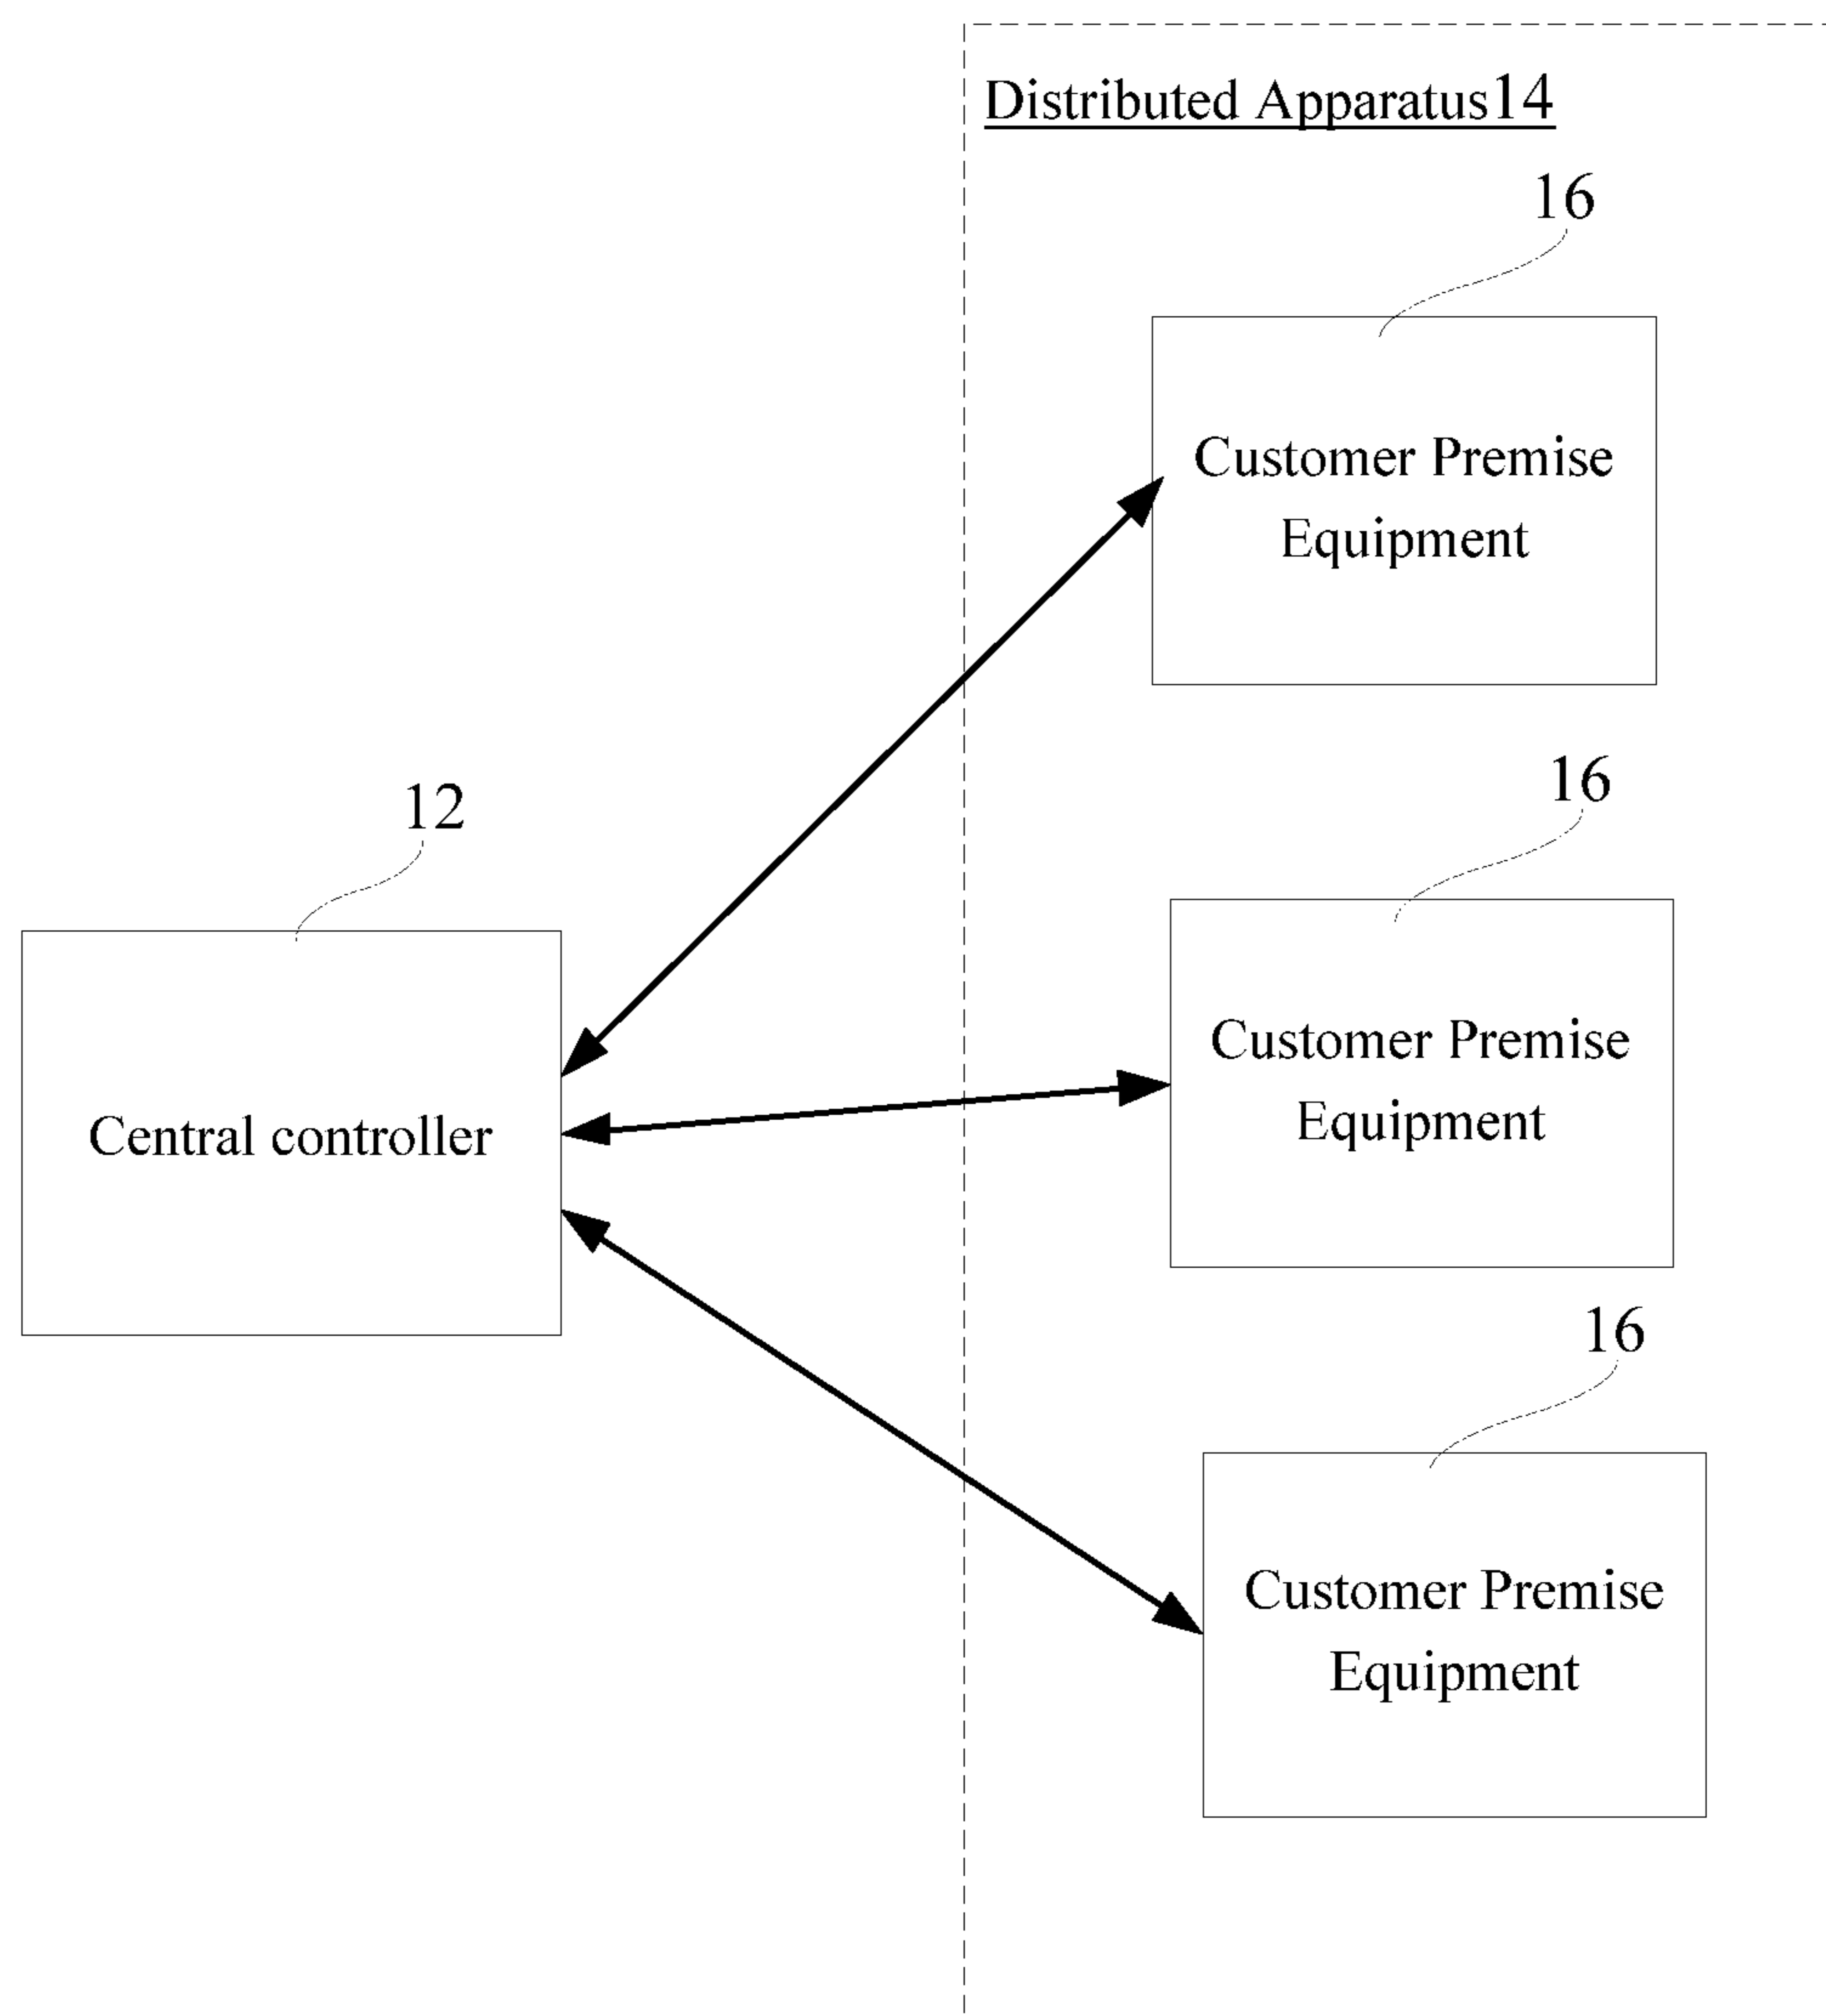 Distributed Apparatus14
16
Customer Premise
Equipment
16
12
Customer Premise
Equipment
Central controller
16
Customer Premise
Equipment